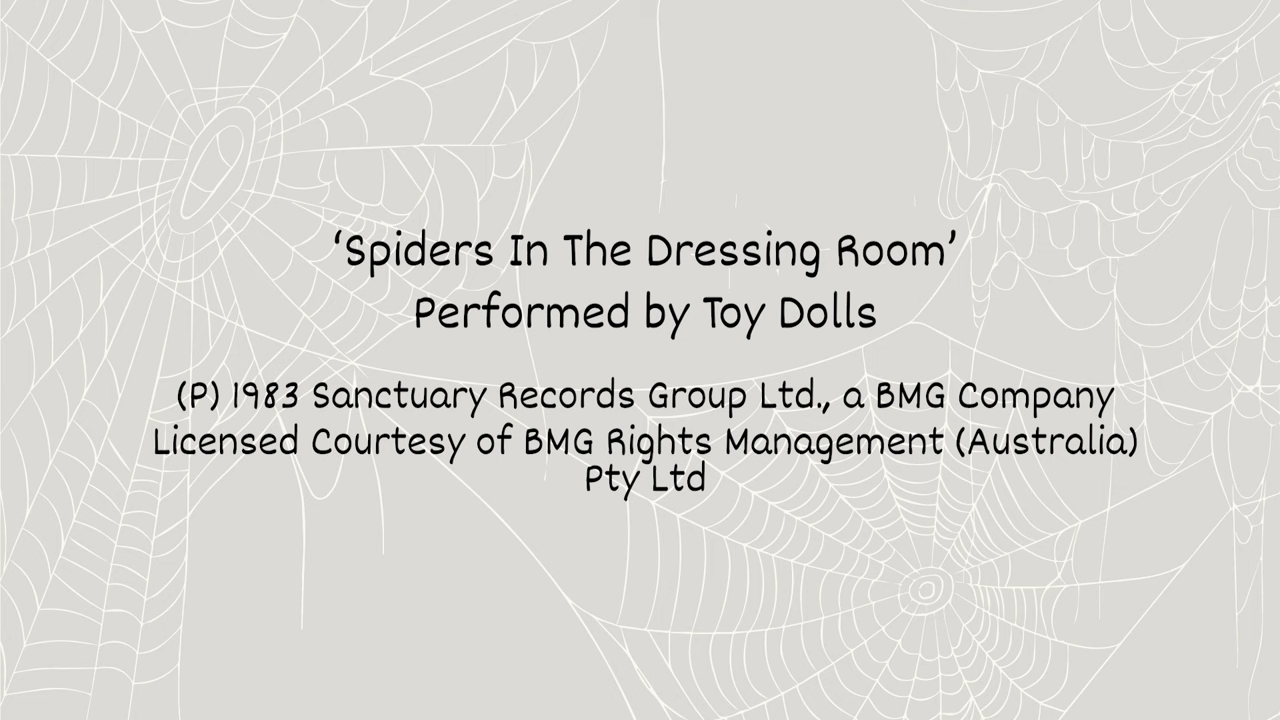 ‘Spiders In The Dressing Room’
Performed by Toy Dolls
(P) 1983 Sanctuary Records Group Ltd., a BMG Company
Licensed Courtesy of BMG Rights Management (Australia)
Pty Ltd